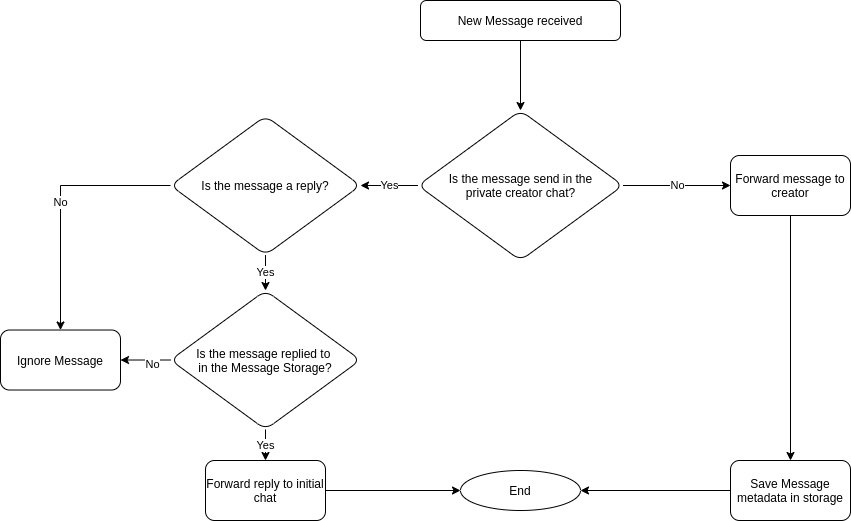 New Message received
Is the message a reply?
Yes
Is the message send in the
private creator chat?
No
Forward message to
creator
No
Yes
Ignore Message
No
Is the message replied to
in the Message Storage?
Yes
Forward reply to initial
chat
End
Save Message
metadata in storage